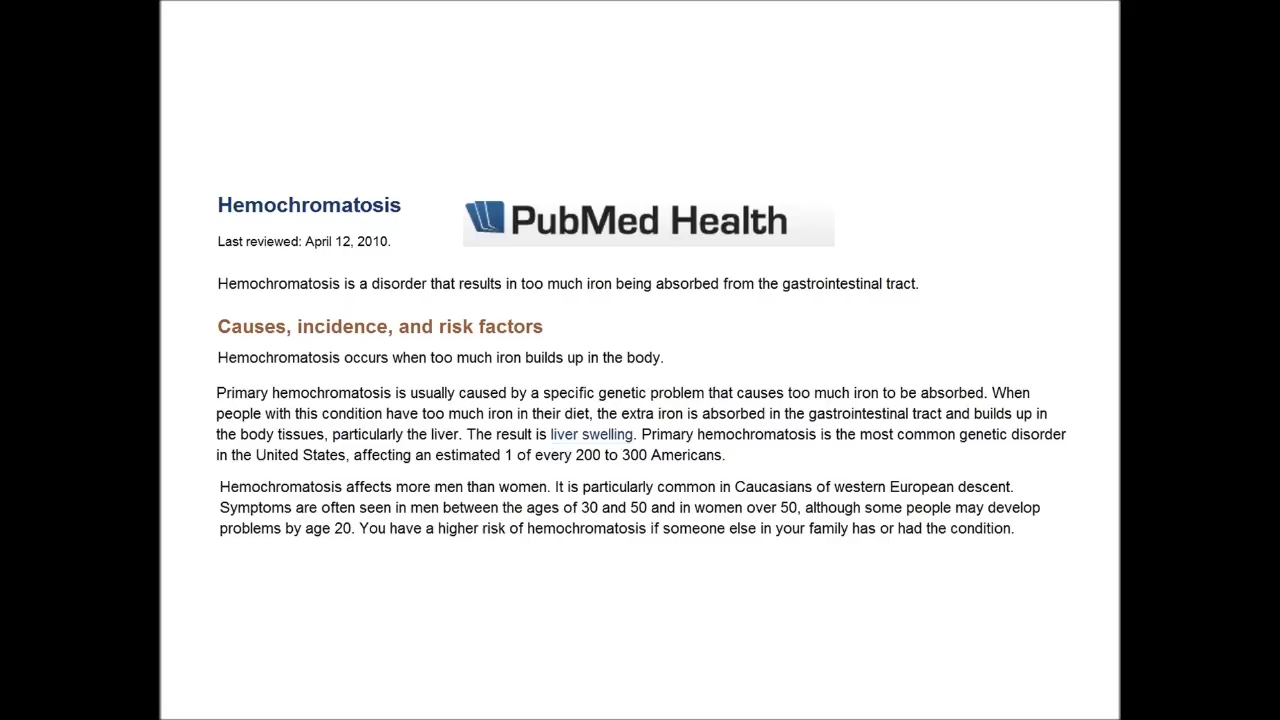 Hemochromatosis
PubMed Health
Last reviewed: April 12, 2010.
Hemochromatosis is a disorder that results in too much iron being absorbed from the gastrointestinal tract.
Causes, incidence, and risk factors
Hemochromatosis occurs when too much iron builds up in the body.
Primary hemochromatosis is usually caused by a specific genetic problem that causes too much iron to be absorbed. When
people with this condition have too much iron in their diet, the extra iron is absorbed in the gastrointestinal tract and builds up in
the body tissues, particularly the liver. The result is liver swelling. Primary hemochromatosis is the most common genetic disorder
in the United States, affecting an estimated 1 of every 200 to 300 Americans.
Hemochromatosis affects more men than women. It is particularly common in Caucasians of western European descent.
Symptoms are often seen in men between the ages of 30 and 50 and in women over 50, although some people may develop
problems by age 20. You have a higher risk of hemochromatosis if someone else in your family has or had the condition.